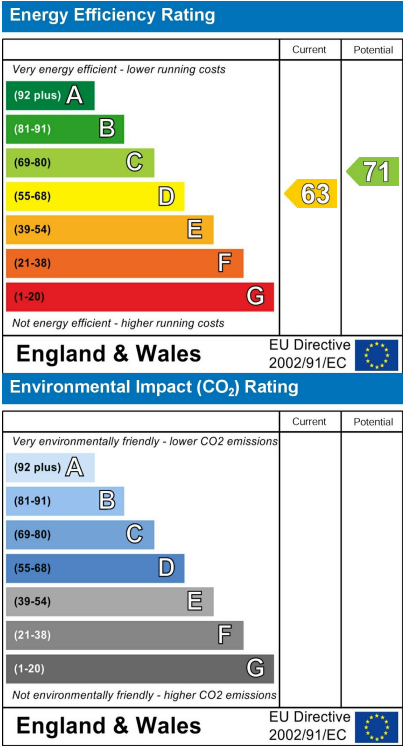 Energy Efficiency Rating
Current Potential
Very energy efficient - lower running costs
(92 plus) A
(81-91) B
(69-80) C
71
(55-68) D
63
(39-54) E
(21-38) F
(1-20) G
Not energy efficient - higher running costs
England & Wales
EU Directive
2002/91/EC
Environmental Impact (CO₂) Rating
Current Potential
Very environmentally friendly - lower CO2 emissions
(92 plus) A
(81-91) B
(69-80) C
(55-68) D
(39-54) E
(21-38) F
(1-20) G
Not environmentally friendly - higher CO2 emissions
England & Wales
EU Directive
2002/91/EC